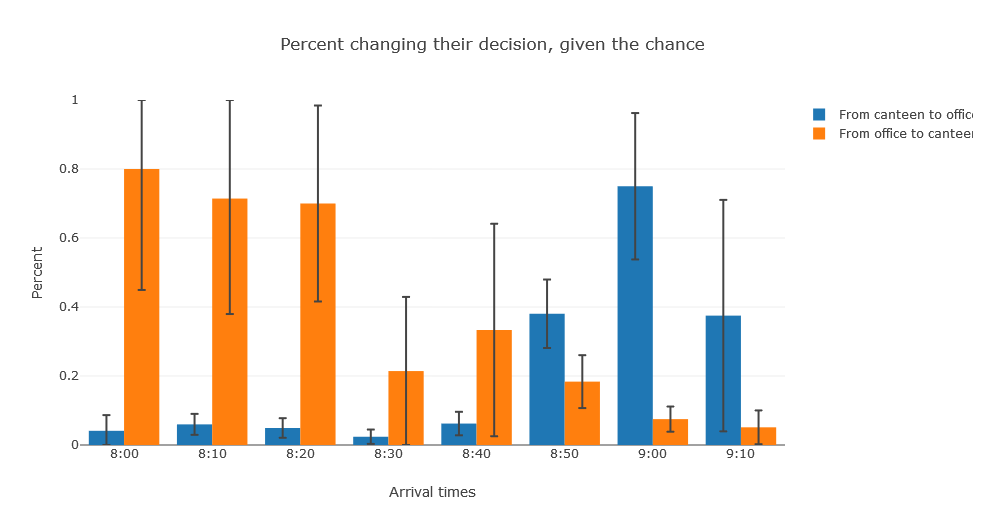 Percent changing their decision, given the chance
1
0.8
0.6
0.4
0.2
0
Percent
8:00 8:10 8:20 8:30 8:40 8:50 9:00 9:10
Arrival times
From canteen to offic
From office to canteen